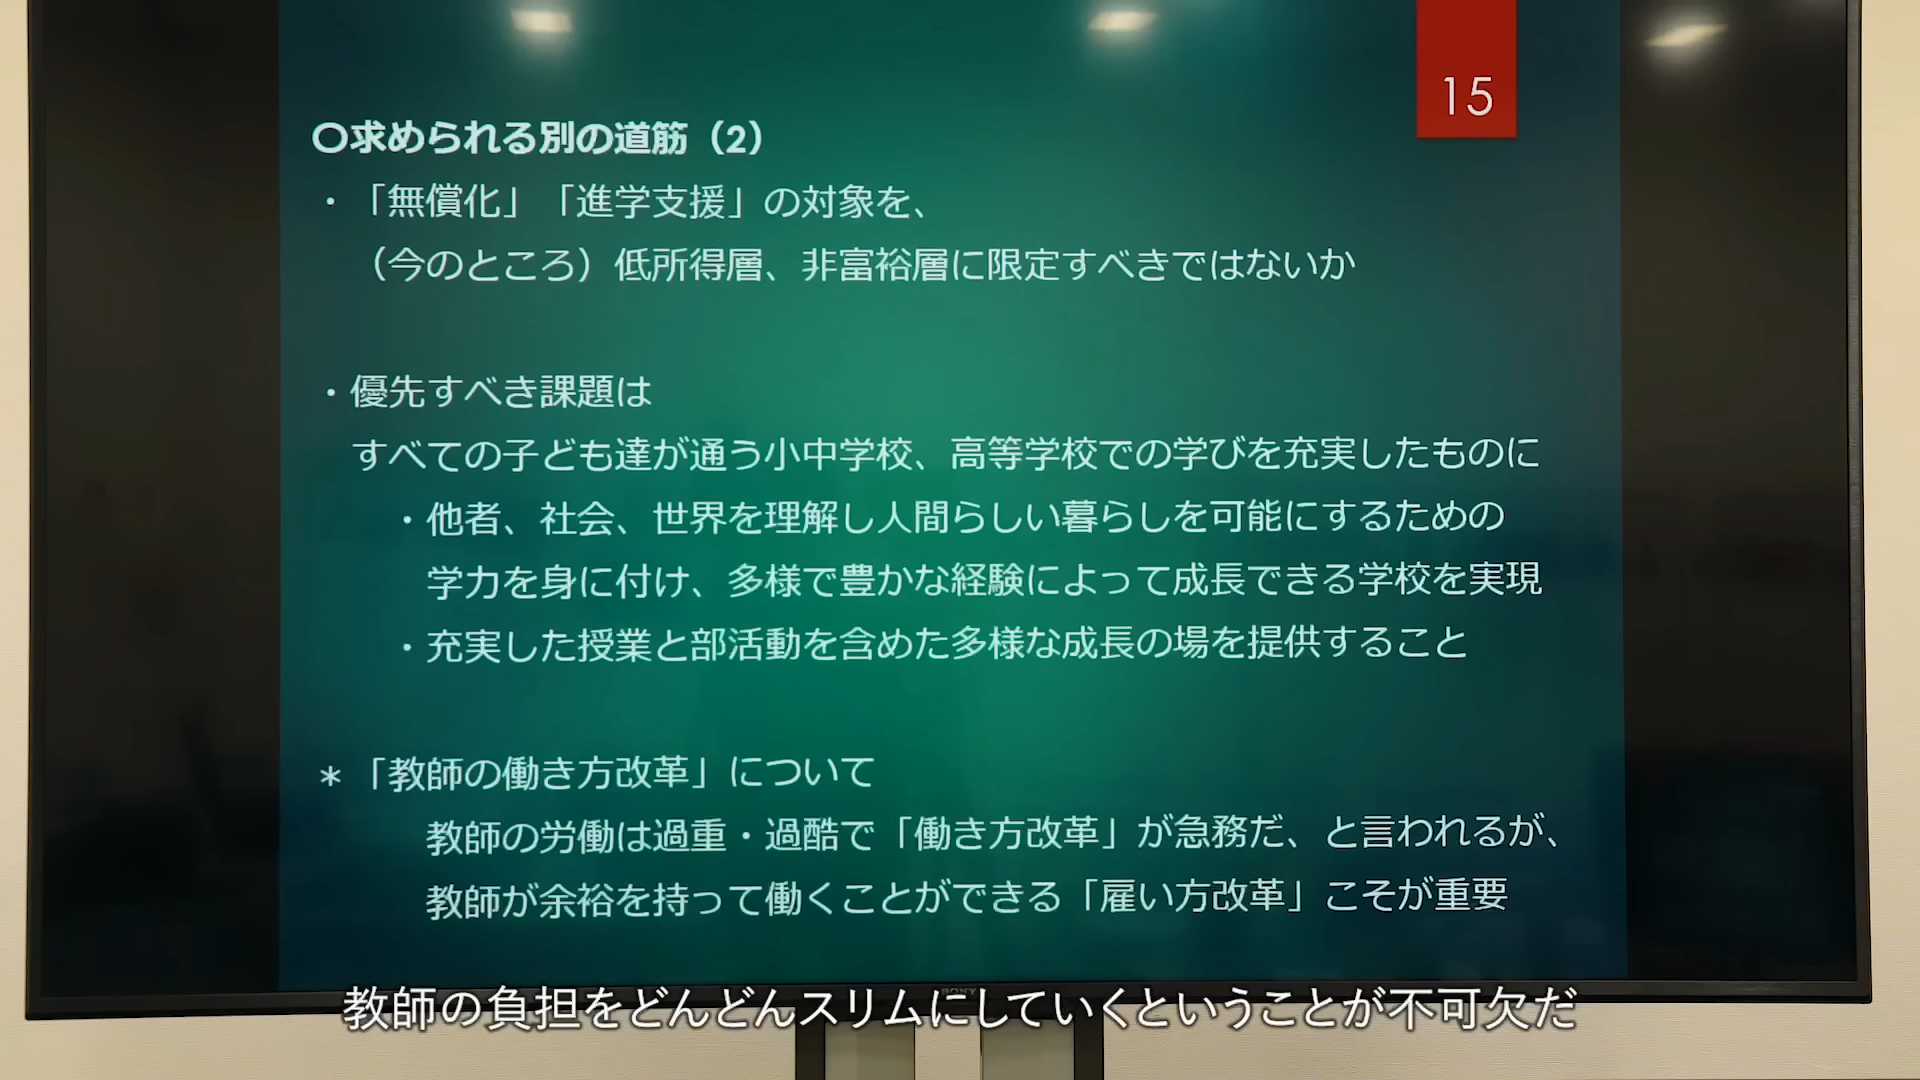 15
〇求められる別の道筋（2）
・「無償化」「進学支援」の対象を、
（今のところ）低所得層、非富裕層に限定すべきではないか
・優先すべき課題は
すべての子ども達が通う小中学校、高等学校での学びを充実したものに
・他者、社会、世界を理解し人間らしい暮らしを可能にするための
学力を身に付け、多様で豊かな経験によって成長できる学校を実現
・充実した授業と部活動を含めた多様な成長の場を提供すること
＊「教師の働き方改革」について
教師の労働は過重・過酷で「働き方改革」が急務だ、と言われるが、
教師が余裕を持って働くことができる「雇い方改革」こそが重要
SONY
教師の負担をどんどんスリムにしていくということが不可欠だ